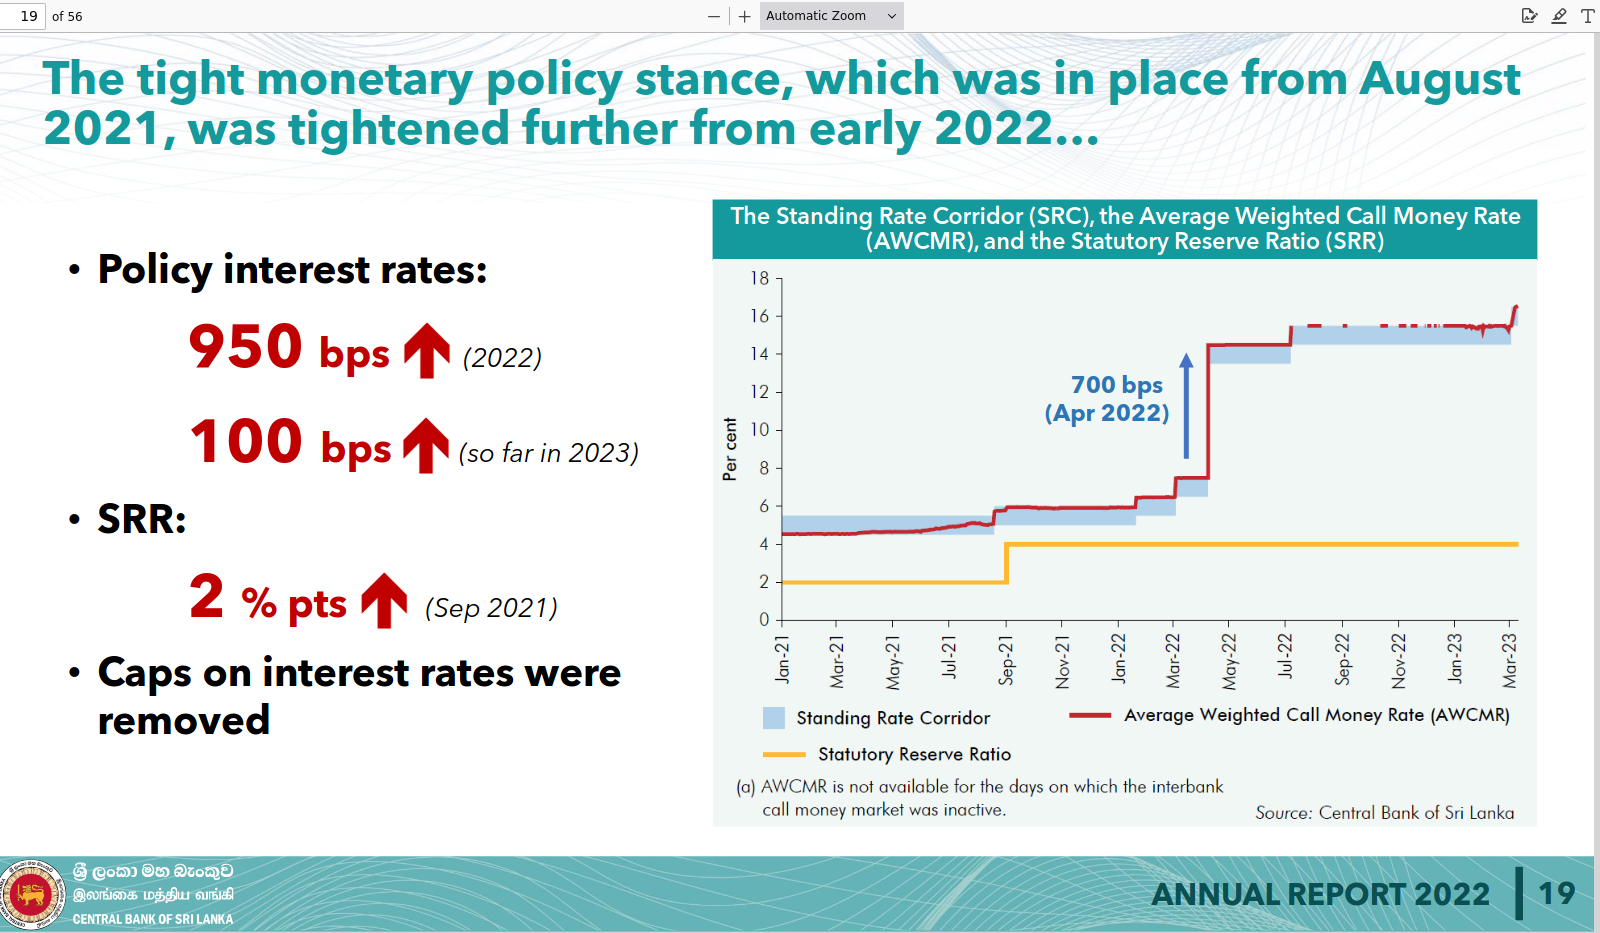 19 of 56
Automatic Zoom
The tight monetary policy stance, which was in place from August
2021, was tightened further from early 2022...
• Policy interest rates:
950 bps (2022)
100 bps (so far in 2023)
• SRR:
2 % pts (Sep 2021)
• Caps on interest rates were
removed
The Standing Rate Corridor (SRC), the Average Weighted Call Money Rate
(AWCMR), and the Statutory Reserve Ratio (SRR)
Per cent
18
16
14
12
10
8
6
4
2
0
700 bps
(Apr 2022)
Jan-21
Mar-21
May-21
Jul-21
Sep-21
Nov-21
Jan-22
Mar-22
May-22
Jul-22
Sep-22
Nov-22
Jan-23
Mar-23
Standing Rate Corridor
Average Weighted Call Money Rate (AWCMR)
Statutory Reserve Ratio
(a) AWCMR is not available for the days on which the interbank
call money market was inactive.
Source: Central Bank of Sri Lanka
ශ්‍රී ලංකා මහ බැංකුව
இலங்கை மத்திய வங்கி
CENTRAL BANK OF SRI LANKA
ANNUAL REPORT 2022
19